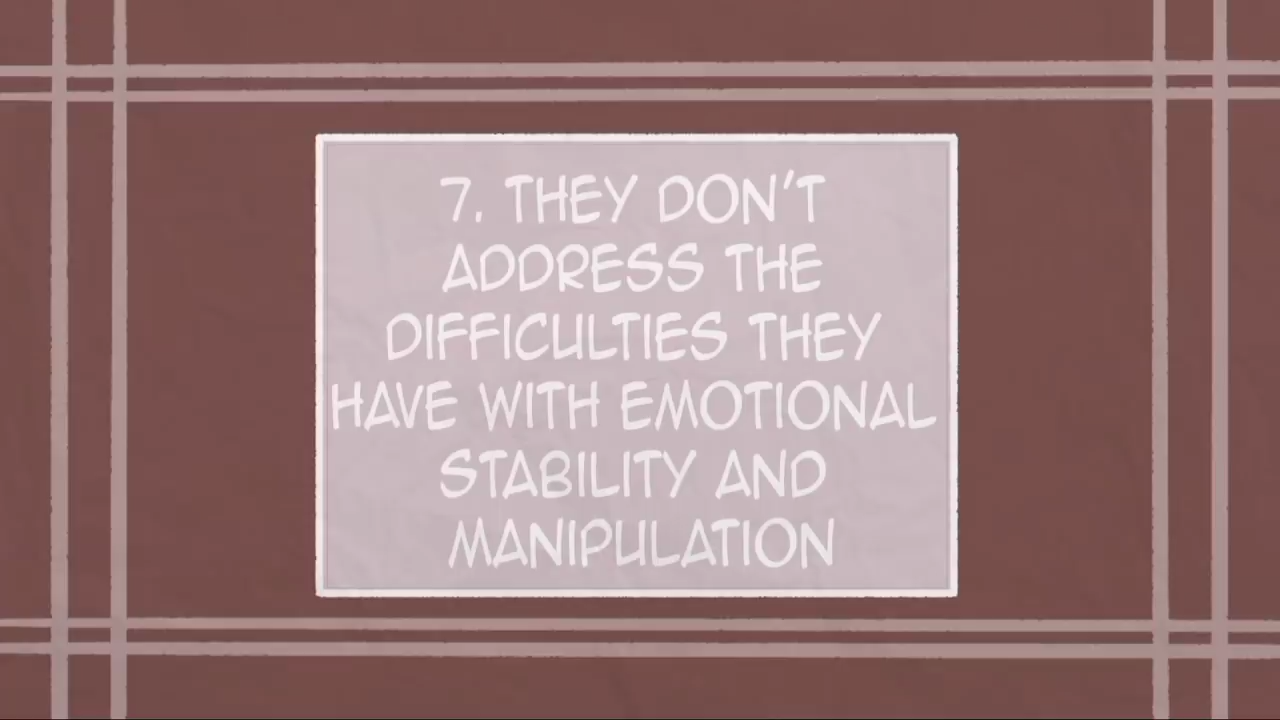 7. THEY DON'T
ADDRESS THE
DIFFICULTIES THEY
HAVE WITH EMOTIONAL
STABILITY AND
MANIPULATION